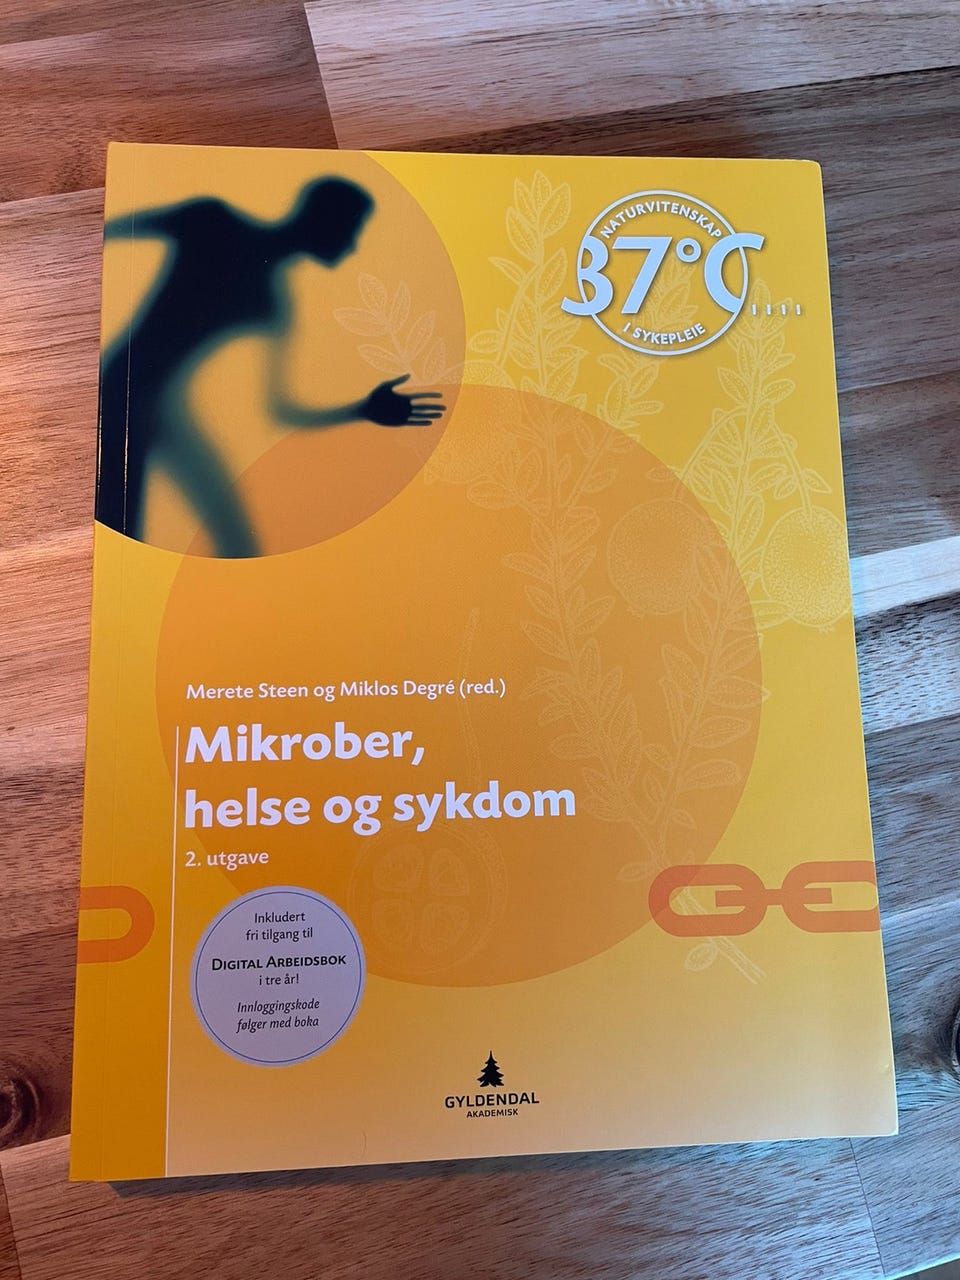 NATURVITENSKAP
37°C
I SYKEPLEIE
Merete Steen og Miklos Degré (red.)
Mikrober,
helse og sykdom
2. utgave
Inkludert
fri tilgang til
DIGITAL ARBEIDSBOK
i tre år!
Innloggingskode
følger med boka
GYLDENDAL
AKADEMISK